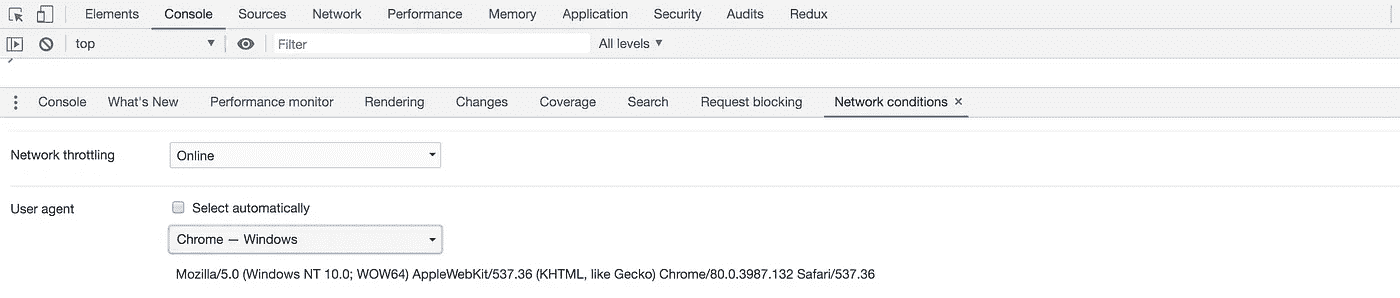 Elements Console Sources Network Performance Memory Application Security Audits Redux
top Filter All levels
Console What's New Performance monitor Rendering Changes Coverage Search Request blocking Network conditions ×
Network throttling Online
User agent Select automatically
Chrome — Windows
Mozilla/5.0 (Windows NT 10.0; WOW64) AppleWebKit/537.36 (KHTML, like Gecko) Chrome/80.0.3987.132 Safari/537.36